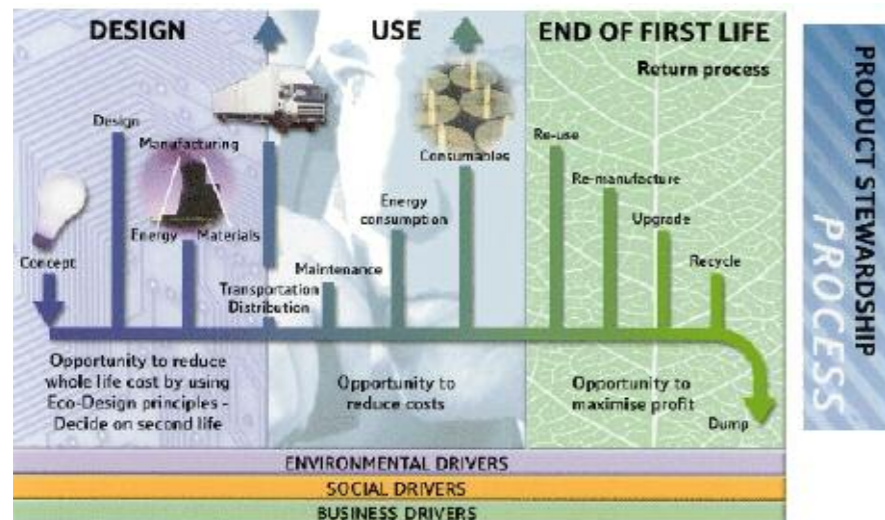 DESIGN
USE
END OF FIRST LIFE
Return process
Design
Manufacturing
Energy
Materials
Concept
Transportation
Distribution
Maintenance
Energy
consumption
Consumables
Re-use
Re-manufacture
Upgrade
Recycle
Dump
Opportunity to reduce
whole life cost by using
Eco-Design principles -
Decide on second life
Opportunity to
reduce costs
Opportunity to
maximise profit
ENVIRONMENTAL DRIVERS
SOCIAL DRIVERS
BUSINESS DRIVERS
PRODUCT STEWARDSHIP
PROCESS